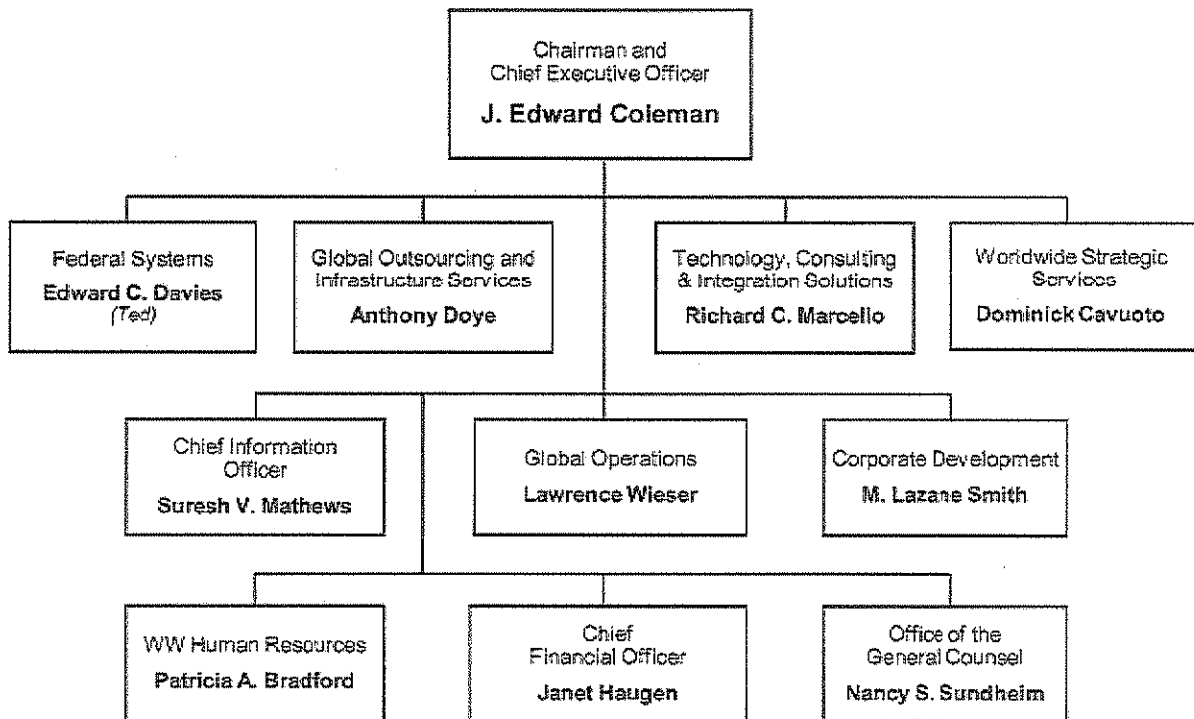 Chairman and
Chief Executive Officer
J. Edward Coleman
Federal Systems
Edward C. Davies
(Ted)
Global Outsourcing and
Infrastructure Services
Anthony Doye
Technology, Consulting
& Integration Solutions
Richard C. Marcello
Worldwide Strategic
Services
Dominick Cavuoto
Chief Information
Officer
Suresh V. Mathews
Global Operations
Lawrence Wieser
Corporate Development
M. Lazane Smith
WW Human Resources
Patricia A. Bradford
Chief
Financial Officer
Janet Haugen
Office of the
General Counsel
Nancy S. Sundheim